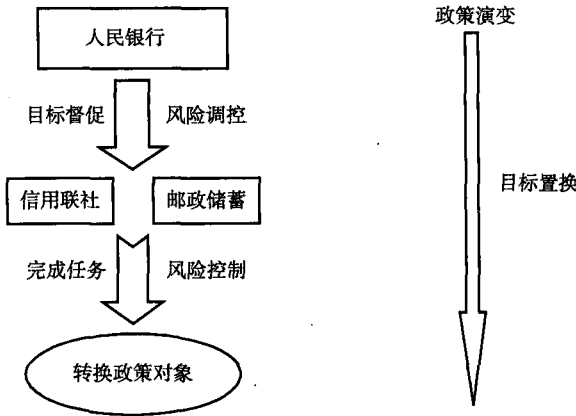 政策演变
人民银行
目标督促 风险调控
信用联社 邮政储蓄
目标置换
完成任务 风险控制
转换政策对象